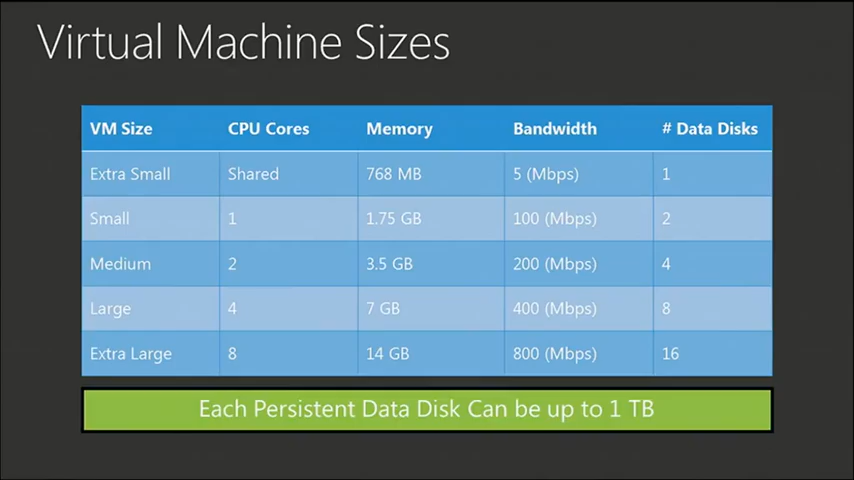 Virtual Machine Sizes
VM Size CPU Cores Memory Bandwidth # Data Disks
Extra Small Shared 768 MB 5 (Mbps) 1
Small 1 1.75 GB 100 (Mbps) 2
Medium 2 3.5 GB 200 (Mbps) 4
Large 4 7 GB 400 (Mbps) 8
Extra Large 8 14 GB 800 (Mbps) 16
Each Persistent Data Disk Can be up to 1 TB